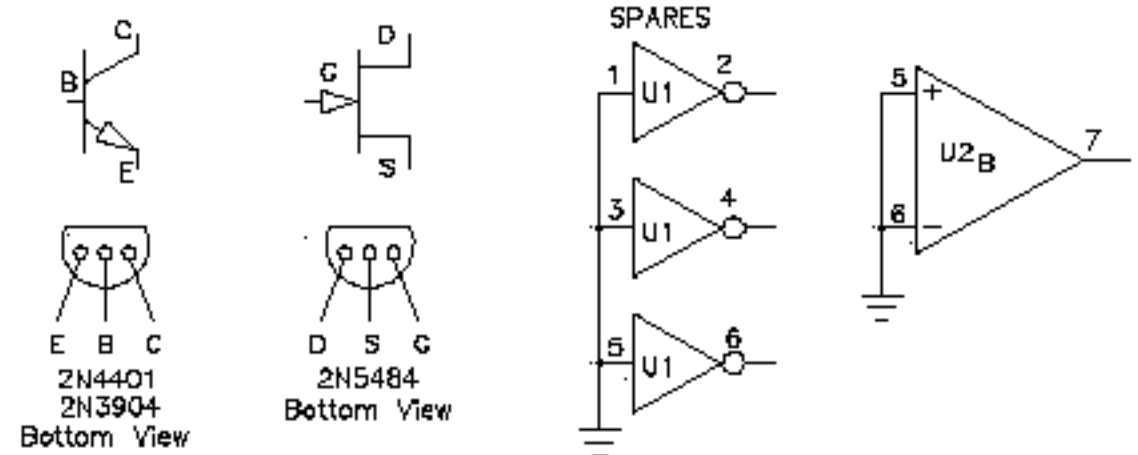 C
B
E
E B C
2N4401
2N3904
Bottom View
D
G
S
D S G
2N5484
Bottom View
SPARES
1 U1 2
3 U1 4
5 U1 6
5 +
U2B 7
6 −